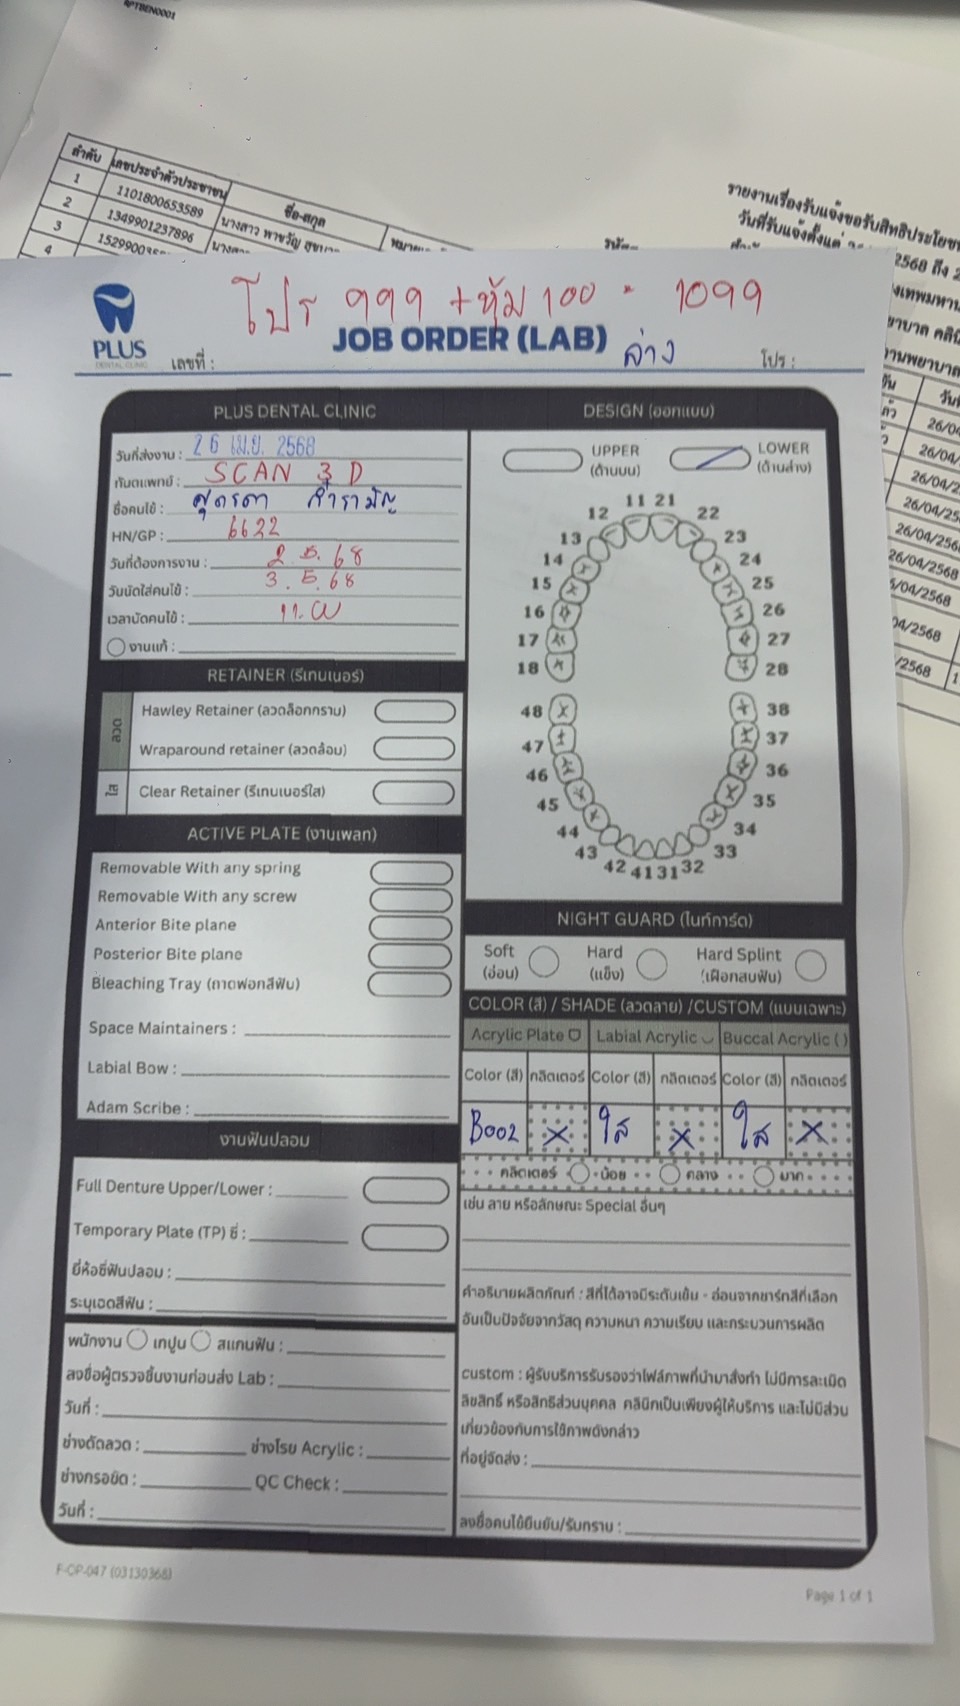 ลำดับ เลขประจำตัวประชาชน ชื่อ-สกุล
1 1101800653589 นางสาว พาขวัญ
2 1349901237896 นางสาว
3
4
รายงานเรื่องรับแจ้งขอรับสิทธิประโยชน์
วันที่รับแจ้งตั้งแต่ 2568 ถึง 2
โปร 999 + หุ้ม 100 = 1099
PLUS
DENTAL CLINIC
JOB ORDER (LAB) ล่าง
เลขที่ : โปร :
PLUS DENTAL CLINIC
วันที่ส่งงาน : 26 เม.ย. 2568
ทันตแพทย์ : SCAN 3D
ชื่อคนไข้ :
HN/GP : 6622
วันที่ต้องการงาน : 2.5.68
วันนัดใส่คนไข้ : 3.5.68
เวลานัดคนไข้ : 11.00
งานแก้ :
RETAINER (รีเทนเนอร์)
ลวด
Hawley Retainer (ลวดล็อกกราม)
Wraparound retainer (ลวดล้อม)
ใส
Clear Retainer (รีเทนเนอร์ใส)
ACTIVE PLATE (งานเพลท)
Removable With any spring
Removable With any screw
Anterior Bite plane
Posterior Bite plane
Bleaching Tray (ถาดฟอกสีฟัน)
Space Maintainers :
Labial Bow :
Adam Scribe :
งานฟันปลอม
Full Denture Upper/Lower :
Temporary Plate (TP) ซี่ :
ยี่ห้อซี่ฟันปลอม :
ระบุเฉดสีฟัน :
พนักงาน เทปูน สแกนฟัน :
ลงชื่อผู้ตรวจชิ้นงานก่อนส่ง Lab :
วันที่ :
ช่างดัดลวด : ช่างโรย Acrylic :
ช่างกรอขัด : QC Check :
วันที่ :
DESIGN (ออกแบบ)
UPPER LOWER
(ด้านบน) (ด้านล่าง)
11 21
12 22
13 23
14 24
15 25
16 26
17 27
18 28
48 38
47 37
46 36
45 35
44 34
43 33
42 41 31 32
NIGHT GUARD (ไนท์การ์ด)
Soft Hard Hard Splint
(อ่อน) (แข็ง) (เฝือกสบฟัน)
COLOR (สี) / SHADE (ลวดลาย) /CUSTOM (แบบเฉพาะ)
Acrylic Plate Labial Acrylic Buccal Acrylic ( )
Color (สี) กลิตเตอร์ Color (สี) กลิตเตอร์ Color (สี) กลิตเตอร์
B002 X ใส X ใส X
กลิตเตอร์ น้อย กลาง มาก
เช่น ลาย หรือลักษณะ Special อื่นๆ
คำอธิบายผลิตภัณฑ์ : สีที่ได้อาจมีระดับเข้ม - อ่อนจากชาร์ทสีที่เลือก
อันเป็นปัจจัยจากวัสดุ ความหนา ความเรียบ และกระบวนการผลิต
custom : ผู้รับบริการรับรองว่าไฟล์ภาพที่นำมาสั่งทำ ไม่มีการละเมิด
ลิขสิทธิ์ หรือสิทธิส่วนบุคคล คลินิกเป็นเพียงผู้ให้บริการ และไม่มีส่วน
เกี่ยวข้องกับการใช้ภาพดังกล่าว
ที่อยู่จัดส่ง :
ลงชื่อคนไข้ยืนยัน/รับทราบ :
F-OP-047 (03130368)
Page 1 of 1